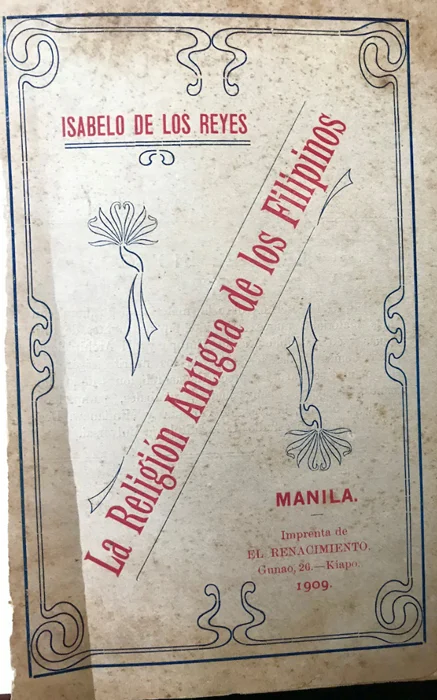 ISABELO DE LOS REYES
La Religión Antigua de los Filipinos
MANILA.
Imprenta de
EL RENACIMIENTO.
Gunao, 26.—Kiapo.
1909.